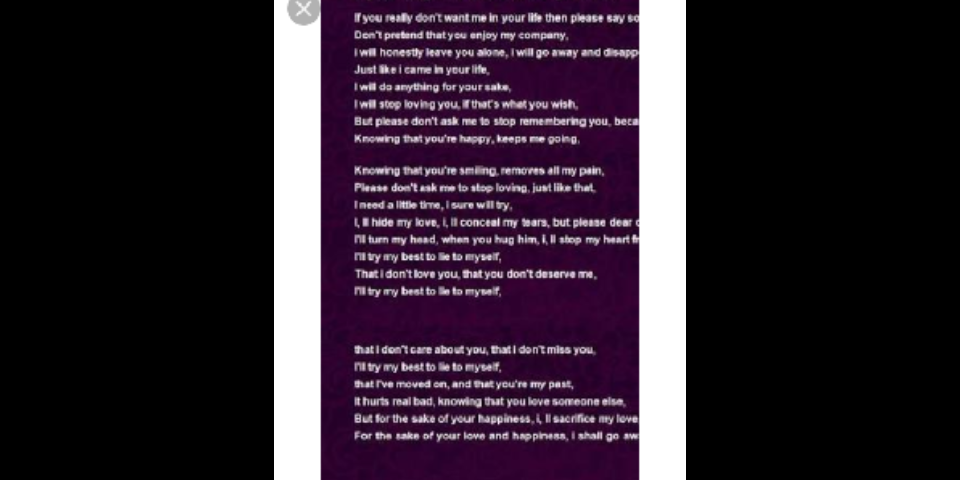 If you really don't want me in your life then please say so
Don't pretend that you enjoy my company,
I will honestly leave you alone, I will go away and disapp
Just like i came in your life,
I will do anything for your sake,
I will stop loving you, if that's what you wish,
But please don't ask me to stop remembering you, beca
Knowing that you're happy, keeps me going,
Knowing that you're smiling, removes all my pain,
Please don't ask me to stop loving, just like that,
I need a little time, i sure will try,
I, ll hide my love, i, ll conceal my tears, but please dear
I'll turn my head, when you hug him, i, ll stop my heart fr
I'll try my best to lie to myself,
That i don't love you, that you don't deserve me,
I'll try my best to lie to myself,
that I don't care about you, that I don't miss you,
I'll try my best to lie to myself,
that I've moved on, and that you're my past,
It hurts real bad, knowing that you love someone else,
But for the sake of your happiness, i, ll sacrifice my love
For the sake of your love and happiness, i shall go aw